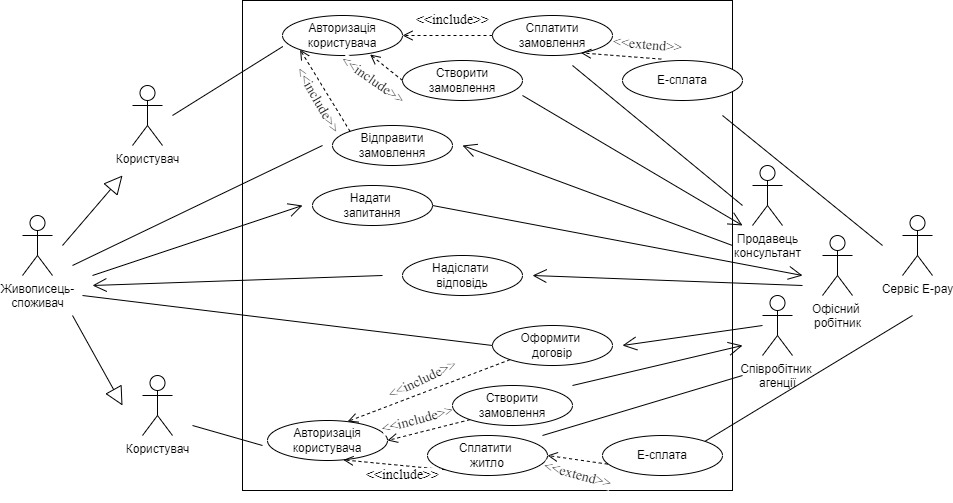 Авторизація
користувача
<<include>>
Сплатити
замовлення
<<extend>>
Е-сплата
<<include>>
Створити
замовлення
<<include>>
Відправити
замовлення
Користувач
Надати
запитання
Продавець
консультант
Живописець-
споживач
Надіслати
відповідь
Офісний
робітник
Сервіс E-pay
Оформити
договір
Співробітник
агенції
<<include>>
Створити
замовлення
<<include>>
Авторизація
користувача
Користувач
Сплатити
житло
<<include>>
<<extend>>
Е-сплата